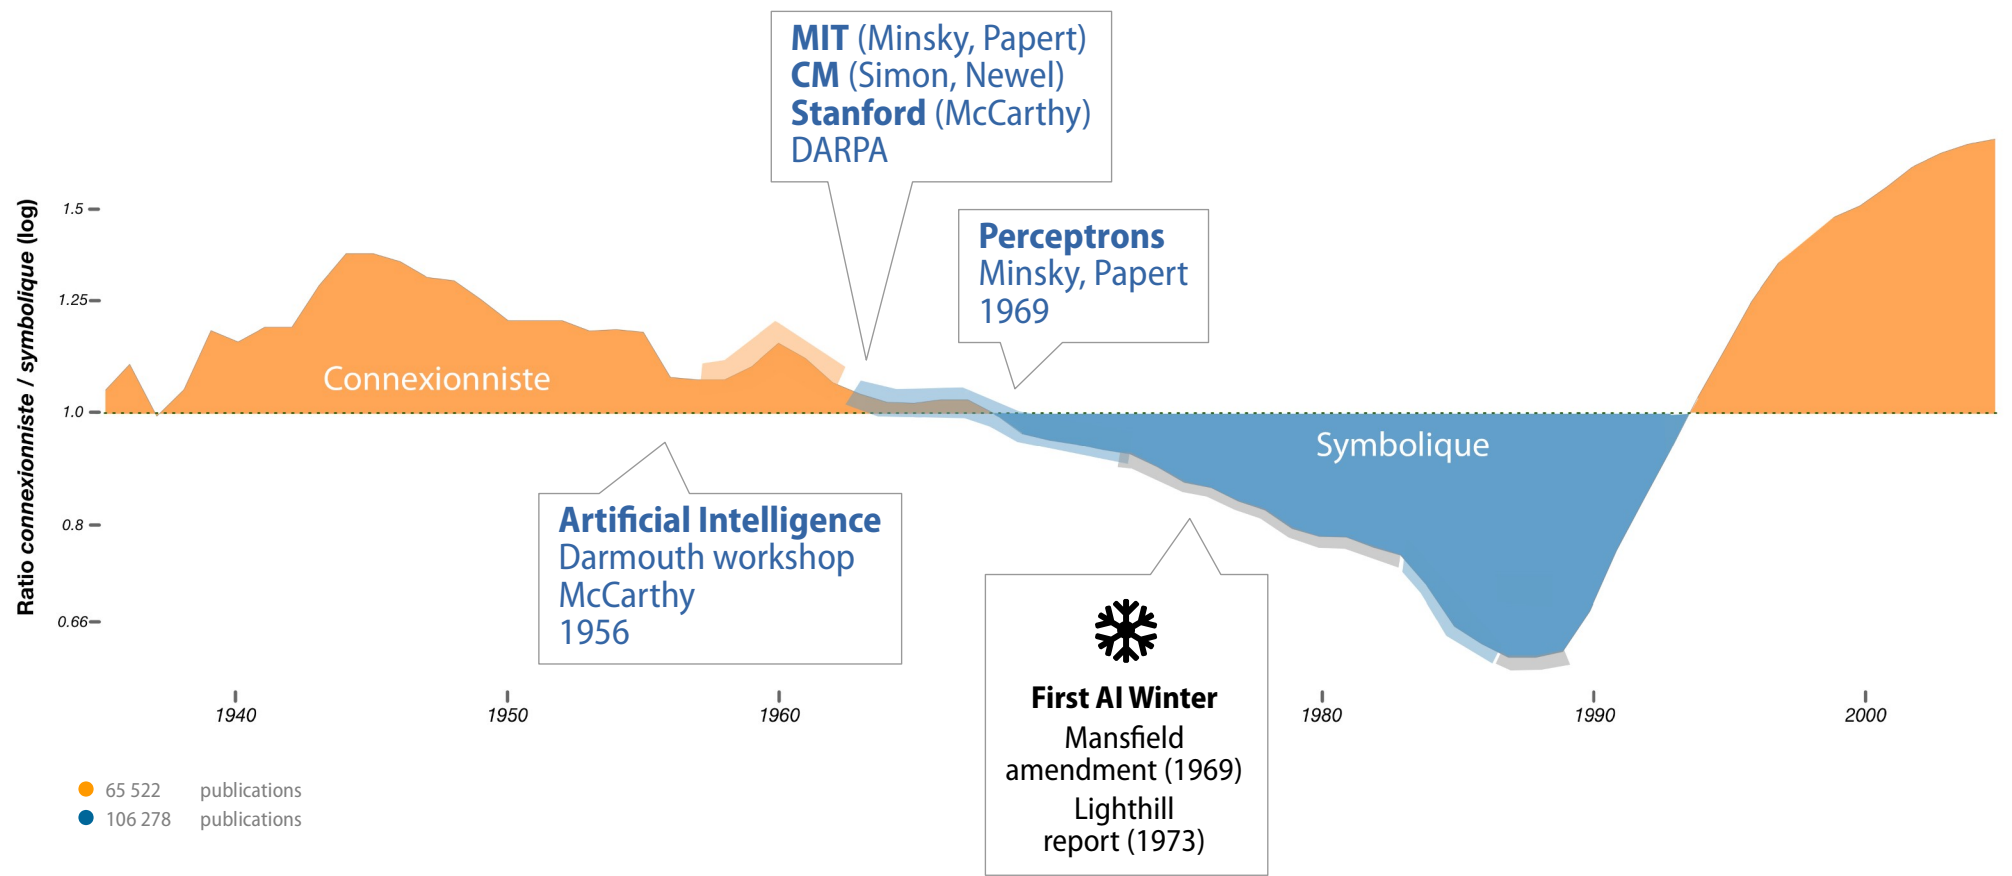 MIT (Minsky, Papert)
CM (Simon, Newel)
Stanford (McCarthy)
DARPA
Perceptrons
Minsky, Papert
1969
Ratio connexionniste / symbolique (log)
1.5
1.25
1.0
0.8
0.66
Connexionniste
Symbolique
Artificial Intelligence
Darmouth workshop
McCarthy
1956
First AI Winter
Mansfield
amendment (1969)
Lighthill
report (1973)
1940
1950
1960
1980
1990
2000
65 522 publications
106 278 publications